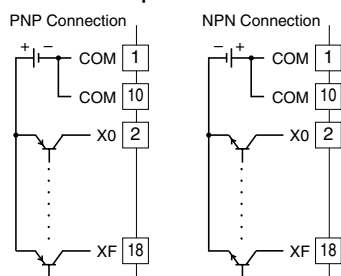 PNP Connection
+ −
COM 1
COM 10
X0 2
XF 18
NPN Connection
− +
COM 1
COM 10
X0 2
XF 18